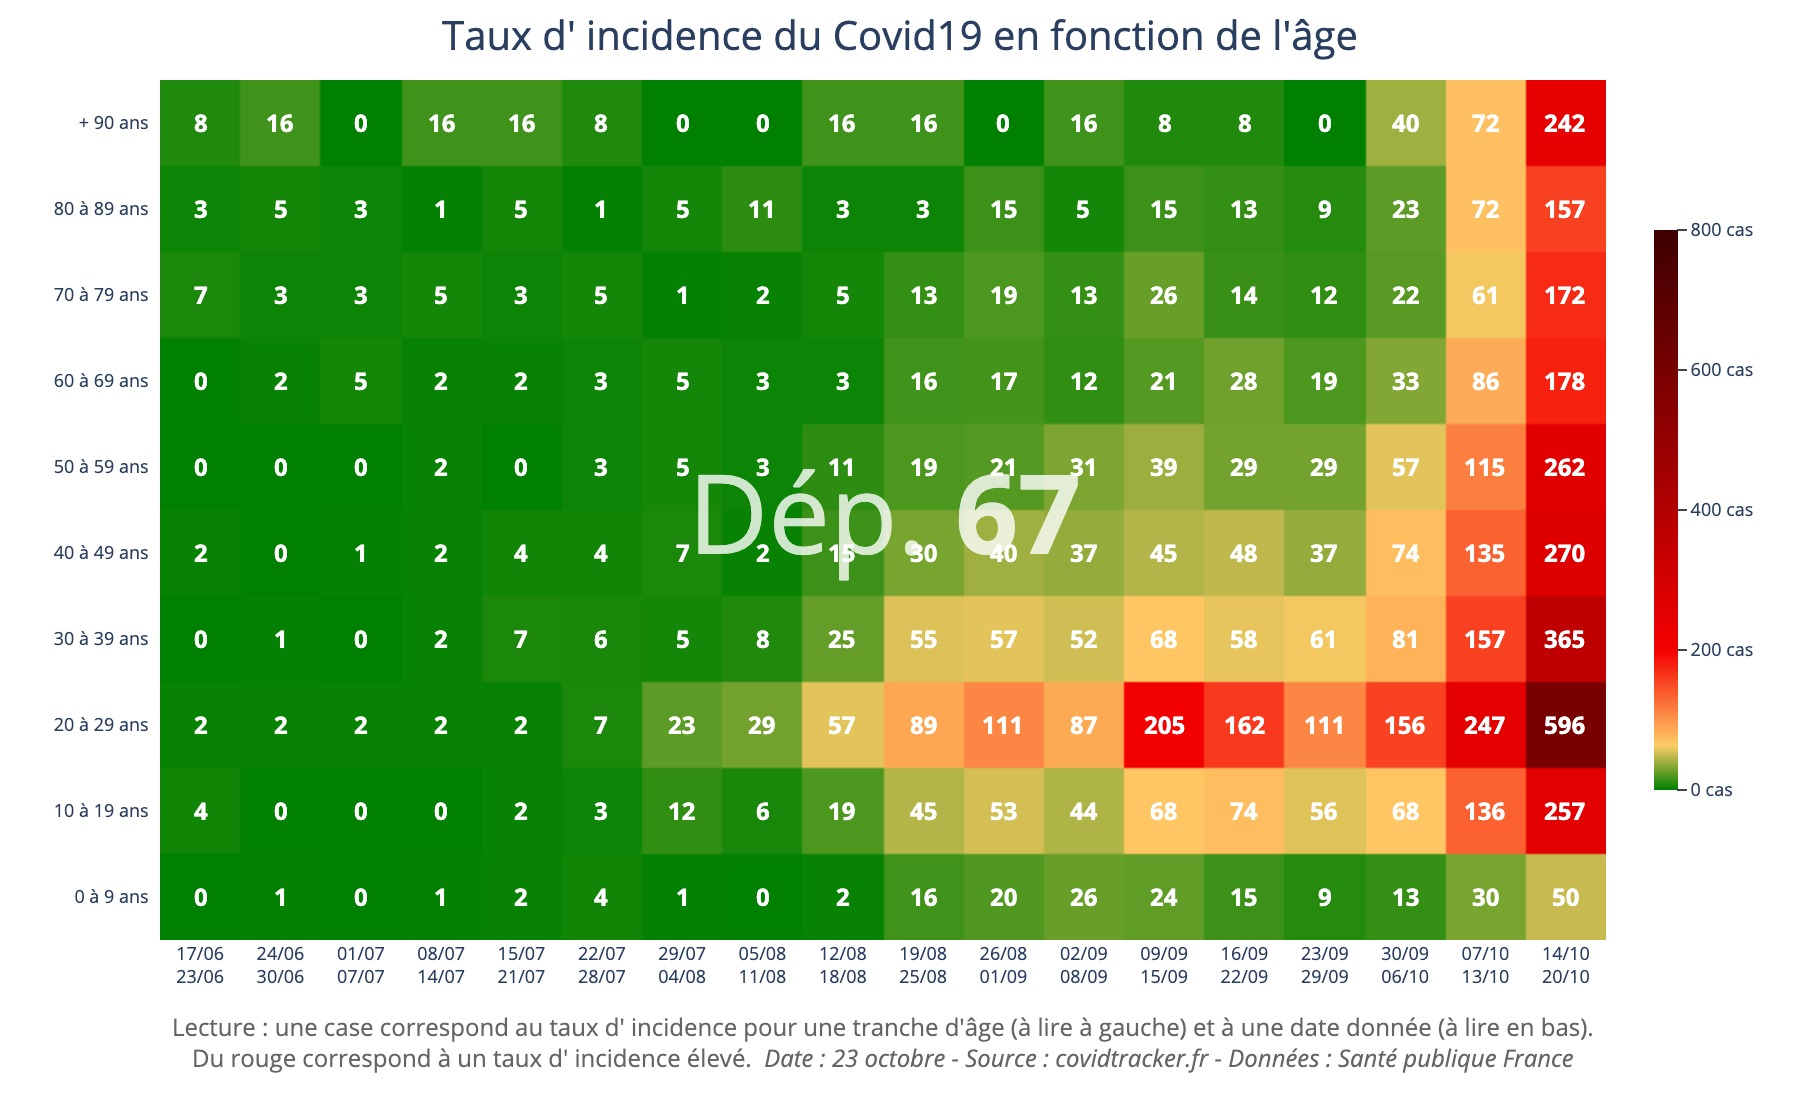 Taux d' incidence du Covid19 en fonction de l'âge
+ 90 ans 8 16 0 16 16 8 0 0 16 16 0 16 8 8 0 40 72 242
80 à 89 ans 3 5 3 1 5 1 5 11 3 3 15 5 15 13 9 23 72 157
70 à 79 ans 7 3 3 5 3 5 1 2 5 13 19 13 26 14 12 22 61 172
60 à 69 ans 0 2 5 2 2 3 5 3 3 16 17 12 21 28 19 33 86 178
50 à 59 ans 0 0 0 2 0 3 5 3 11 19 21 31 39 29 29 57 115 262
Dép. 67
40 à 49 ans 2 0 1 2 4 4 7 2 15 30 40 37 45 48 37 74 135 270
30 à 39 ans 0 1 0 2 7 6 5 8 25 55 57 52 68 58 61 81 157 365
20 à 29 ans 2 2 2 2 2 7 23 29 57 89 111 87 205 162 111 156 247 596
10 à 19 ans 4 0 0 0 2 3 12 6 19 45 53 44 68 74 56 68 136 257
0 à 9 ans 0 1 0 1 2 4 1 0 2 16 20 26 24 15 9 13 30 50
17/06 24/06 01/07 08/07 15/07 22/07 29/07 05/08 12/08 19/08 26/08 02/09 09/09 16/09 23/09 30/09 07/10 14/10
23/06 30/06 07/07 14/07 21/07 28/07 04/08 11/08 18/08 25/08 01/09 08/09 15/09 22/09 29/09 06/10 13/10 20/10
800 cas
600 cas
400 cas
200 cas
0 cas
Lecture : une case correspond au taux d' incidence pour une tranche d'âge (à lire à gauche) et à une date donnée (à lire en bas).
Du rouge correspond à un taux d' incidence élevé. Date : 23 octobre - Source : covidtracker.fr - Données : Santé publique France